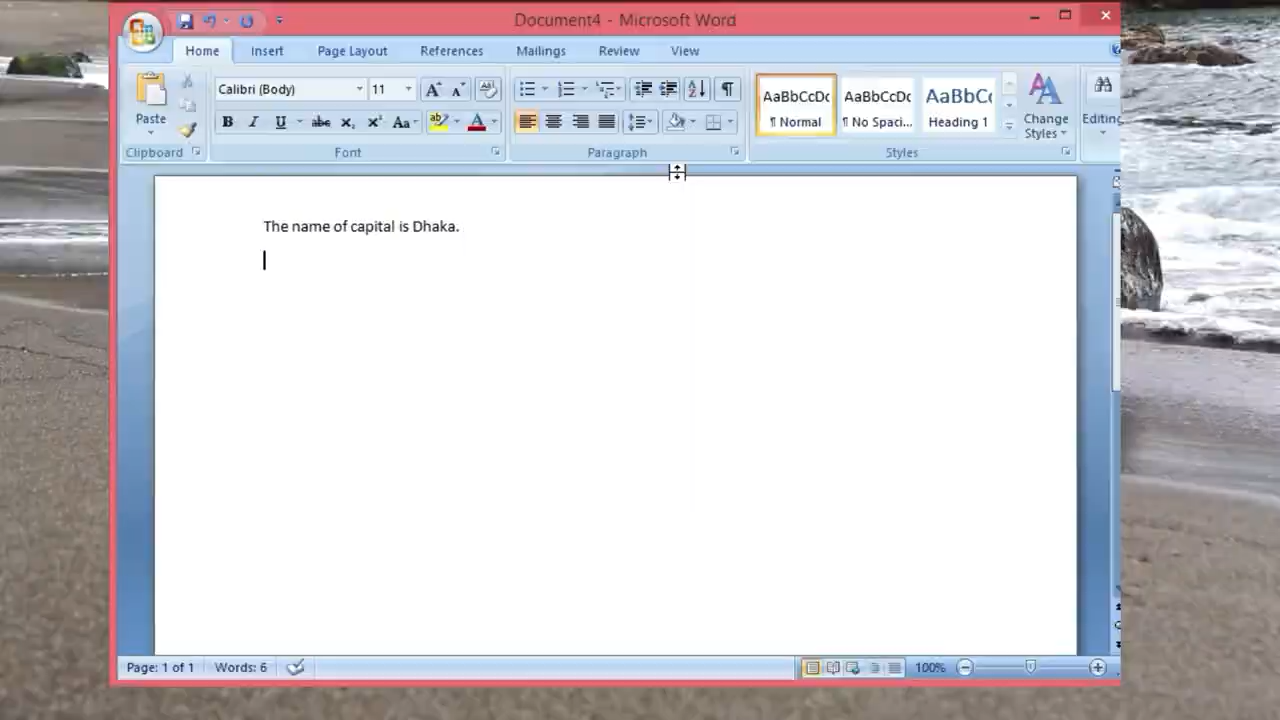 Document4 - Microsoft Word
Home Insert Page Layout References Mailings Review View
Paste
Calibri (Body) 11
AaBbCcDc AaBbCcDc AaBbCc
¶ Normal ¶ No Spaci... Heading 1
Change Styles
Editing
Clipboard Font Paragraph Styles
The name of capital is Dhaka.
Page: 1 of 1 Words: 6 100%